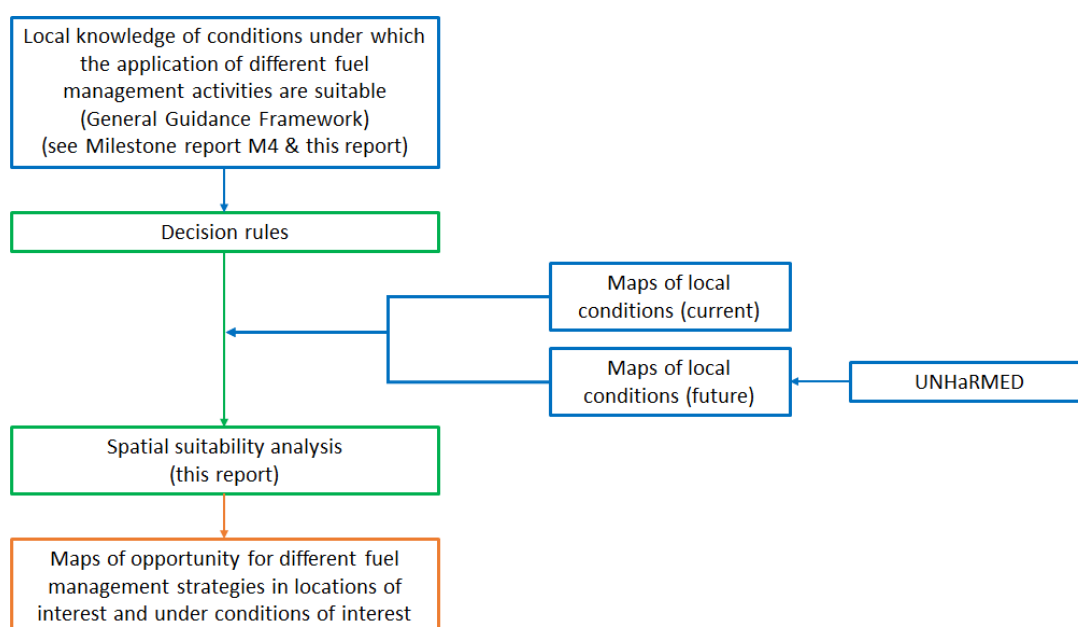 Local knowledge of conditions under which
the application of different fuel
management activities are suitable
(General Guidance Framework)
(see Milestone report M4 & this report)
Decision rules
Maps of local
conditions (current)
Maps of local
conditions (future)
UNHaRMED
Spatial suitability analysis
(this report)
Maps of opportunity for different fuel
management strategies in locations of
interest and under conditions of interest